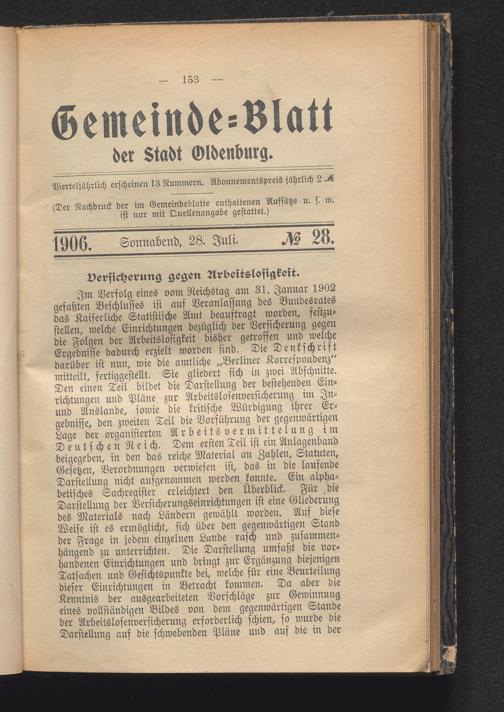 — 153 —
Gemeinde=Blatt
der Stadt Oldenburg.
Vierteljährlich erscheinen 13 Nummern. Abonnementspreis jährlich 2 ℳ
(Der Nachdruck der im Gemeindeblatte enthaltenen Aufsätze u. s. w.
ist nur mit Quellenangabe gestattet.)
1906. Sonnabend, 28. Juli. № 28.
Versicherung gegen Arbeitslosigkeit.
Im Verfolg eines vom Reichstag am 31. Januar 1902
gefaßten Beschlusses ist auf Veranlassung des Bundesrates
das Kaiserliche Statistische Amt beauftragt worden, festzu-
stellen, welche Einrichtungen bezüglich der Versicherung gegen
die Folgen der Arbeitslosigkeit bisher getroffen und welche
Ergebnisse dadurch erzielt worden sind. Die Denkschrift
darüber ist nun, wie die amtliche „Berliner Korrespondenz“
mitteilt, fertiggestellt. Sie gliedert sich in zwei Abschnitte.
Den einen Teil bildet die Darstellung der bestehenden Ein-
richtungen und Pläne zur Arbeitslosenversicherung im In-
und Auslande, sowie die kritische Würdigung ihrer Er-
gebnisse, den zweiten Teil die Vorführung der gegenwärtigen
Lage der organisierten Arbeitsvermittelung im
Deutschen Reich. Dem ersten Teil ist ein Anlagenband
beigegeben, in den das reiche Material an Zahlen, Statuten,
Gesetzen, Verordnungen verwiesen ist, das in die laufende
Darstellung nicht aufgenommen werden konnte. Ein alpha-
betisches Sachregister erleichtert den Überblick. Für die
Darstellung der Versicherungseinrichtungen ist eine Gliederung
des Materials nach Ländern gewählt worden. Auf diese
Weise ist es ermöglicht, sich über den gegenwärtigen Stand
der Frage in jedem einzelnen Lande rasch und zusammen-
hängend zu unterrichten. Die Darstellung umfaßt die vor-
handenen Einrichtungen und bringt zur Ergänzung diejenigen
Tatsachen und Gesichtspunkte bei, welche für eine Beurteilung
dieser Einrichtungen in Betracht kommen. Da aber die
Kenntnis der ausgearbeiteten Vorschläge zur Gewinnung
eines vollständigen Bildes von dem gegenwärtigen Stande
der Arbeitslosenversicherung erforderlich schien, so wurde die
Darstellung auf die schwebenden Pläne und auf die in der